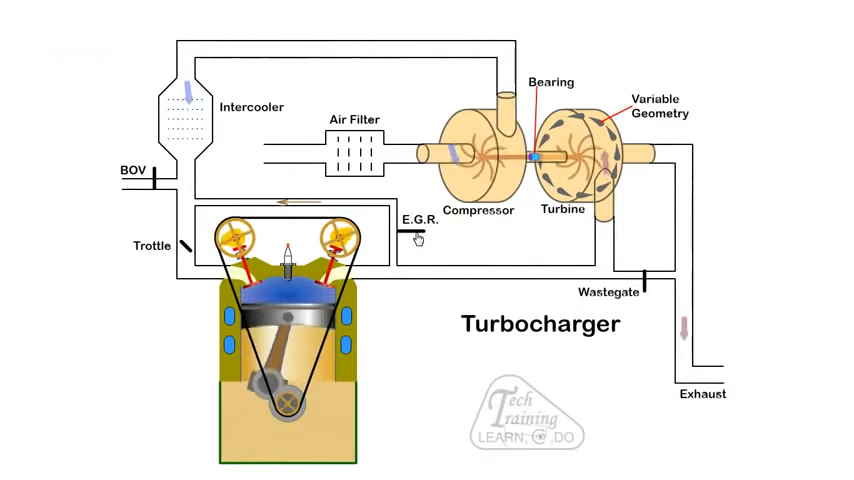 Bearing
Variable
Geometry
Intercooler
Air Filter
BOV
Compressor
Turbine
E.G.R.
Trottle
Wastegate
Turbocharger
Exhaust
Tech
Training
LEARN, ,DO